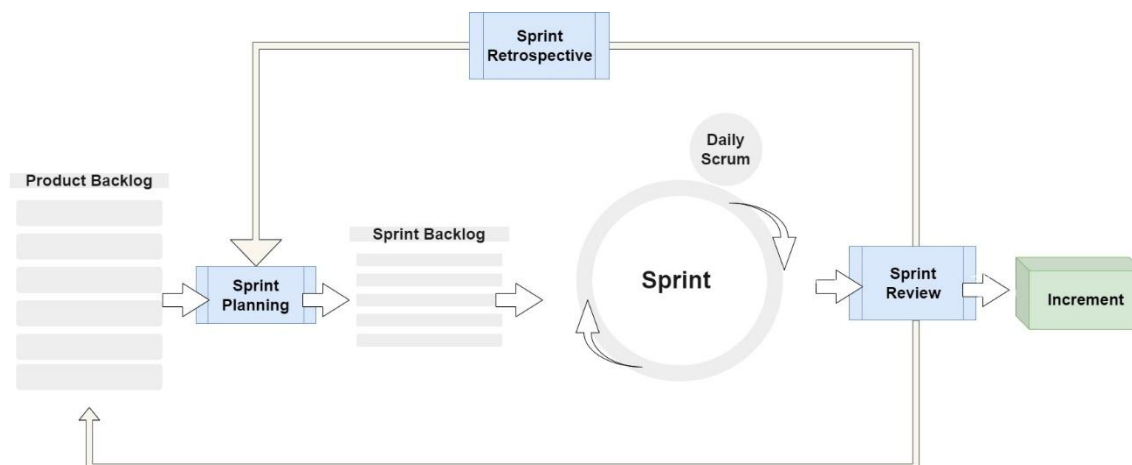 Sprint
Retrospective
Daily
Scrum
Product Backlog
Sprint Backlog
Sprint
Planning
Sprint
Sprint
Review
Increment